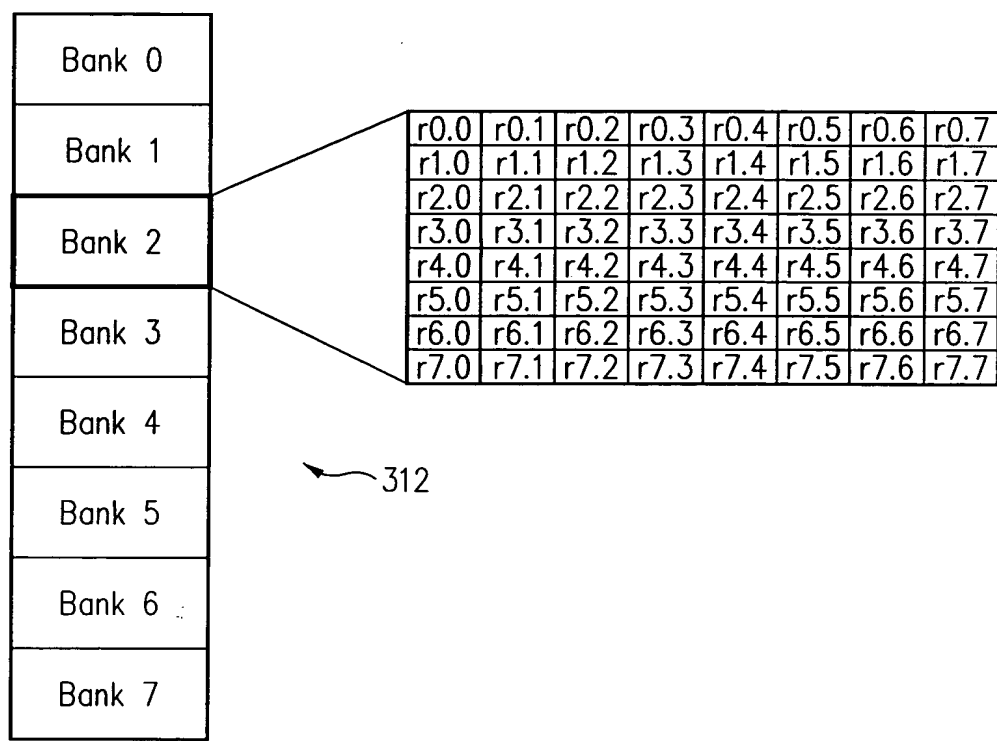 Bank 0
Bank 1
Bank 2
Bank 3
Bank 4
Bank 5
Bank 6
Bank 7
r0.0 r0.1 r0.2 r0.3 r0.4 r0.5 r0.6 r0.7
r1.0 r1.1 r1.2 r1.3 r1.4 r1.5 r1.6 r1.7
r2.0 r2.1 r2.2 r2.3 r2.4 r2.5 r2.6 r2.7
r3.0 r3.1 r3.2 r3.3 r3.4 r3.5 r3.6 r3.7
r4.0 r4.1 r4.2 r4.3 r4.4 r4.5 r4.6 r4.7
r5.0 r5.1 r5.2 r5.3 r5.4 r5.5 r5.6 r5.7
r6.0 r6.1 r6.2 r6.3 r6.4 r6.5 r6.6 r6.7
r7.0 r7.1 r7.2 r7.3 r7.4 r7.5 r7.6 r7.7
312